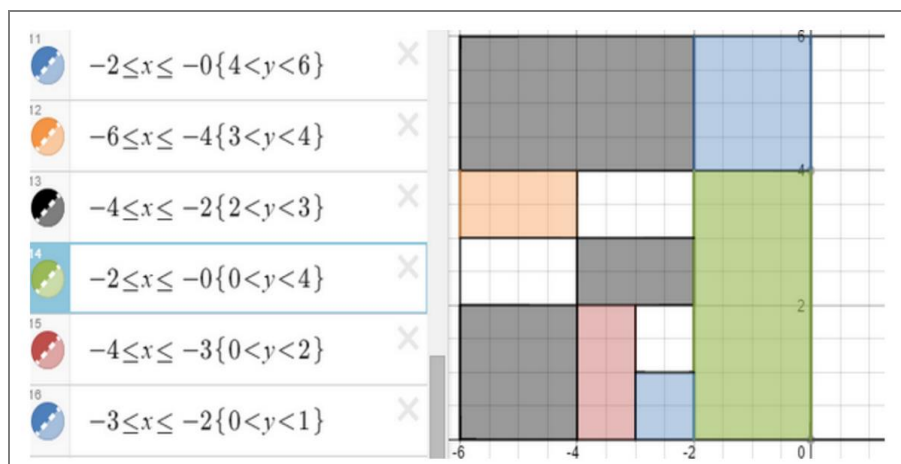 11
−2≤x≤ −0{4<y<6}
12
−6≤x≤ −4{3<y<4}
13
−4≤x≤ −2{2<y<3}
14
−2≤x≤ −0{0<y<4}
15
−4≤x≤ −3{0<y<2}
16
−3≤x≤ −2{0<y<1}
6
4
2
-6 -4 -2 0